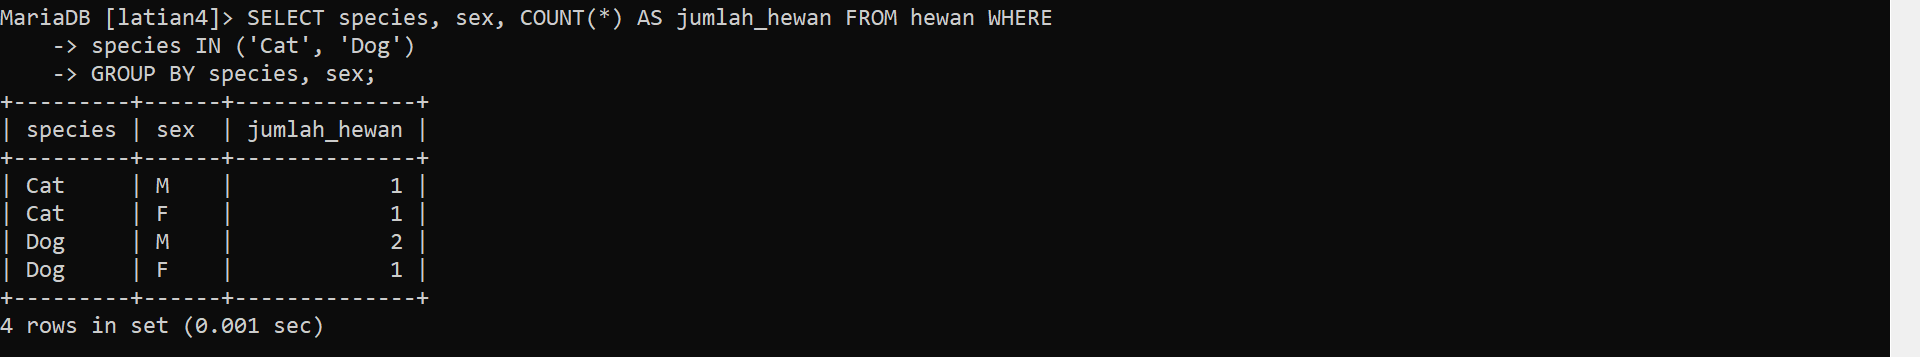 MariaDB [latian4]> SELECT species, sex, COUNT(*) AS jumlah_hewan FROM hewan WHERE
    -> species IN ('Cat', 'Dog')
    -> GROUP BY species, sex;
+---------+------+--------------+
| species | sex  | jumlah_hewan |
+---------+------+--------------+
| Cat     | M    |            1 |
| Cat     | F    |            1 |
| Dog     | M    |            2 |
| Dog     | F    |            1 |
+---------+------+--------------+
4 rows in set (0.001 sec)